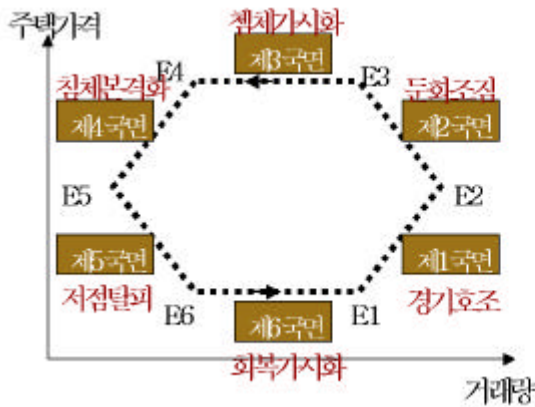 주택가격
쳄체가시화
제3국면
E4
E3
침체본격화
제4국면
둔화조짐
제2국면
E5
E2
제5국면
저점탈피
제1국면
경기호조
E6
E1
제6국면
회복가시화
거래량